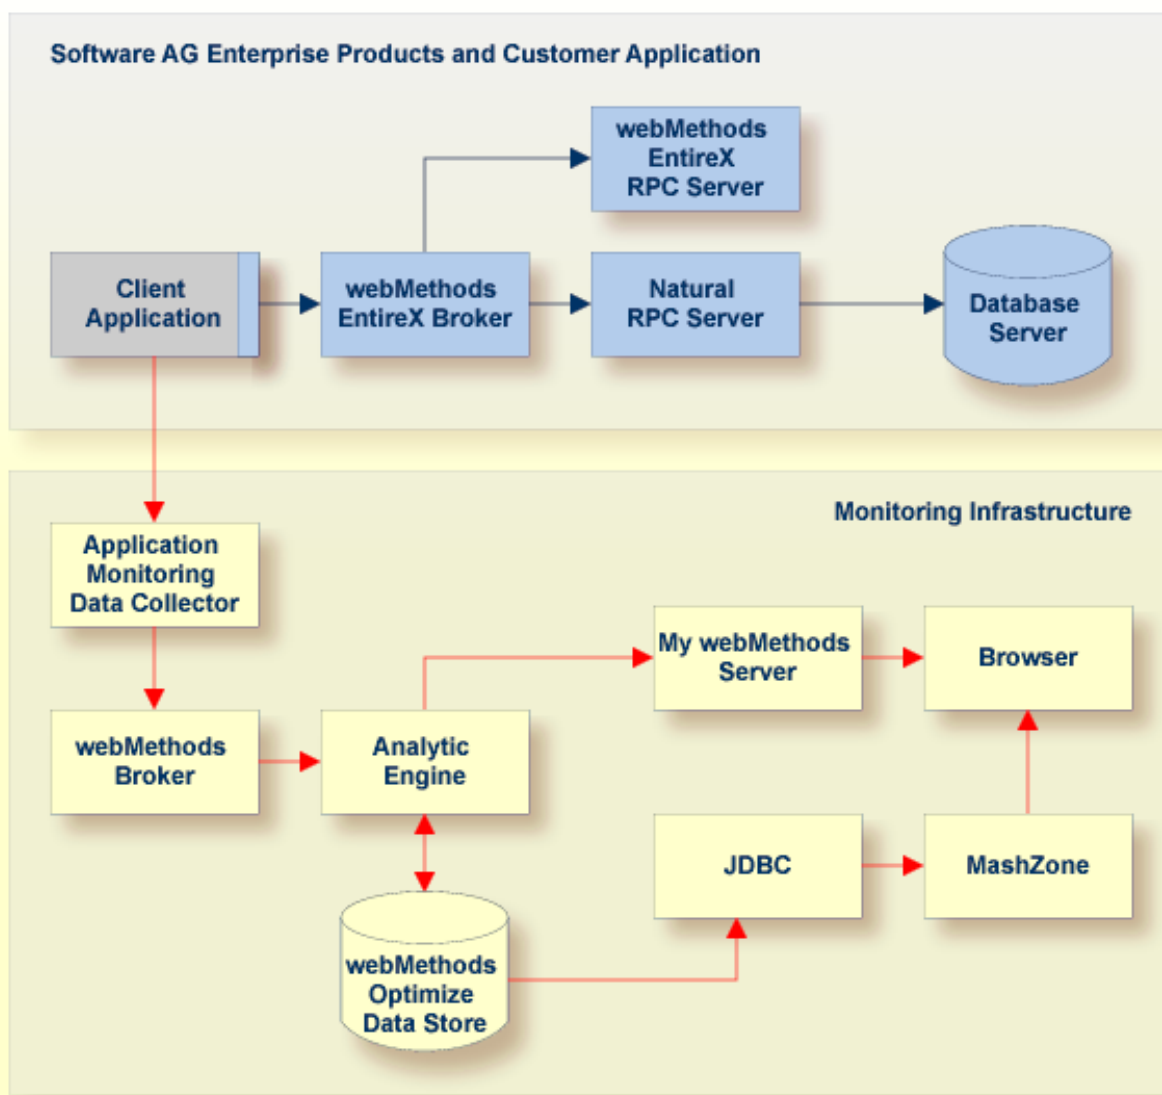 Software AG Enterprise Products and Customer Application
webMethods
EntireX
RPC Server
Client
Application
webMethods
EntireX Broker
Natural
RPC Server
Database
Server
Monitoring Infrastructure
Application
Monitoring
Data Collector
My webMethods
Server
Browser
webMethods
Broker
Analytic
Engine
JDBC
MashZone
webMethods
Optimize
Data Store